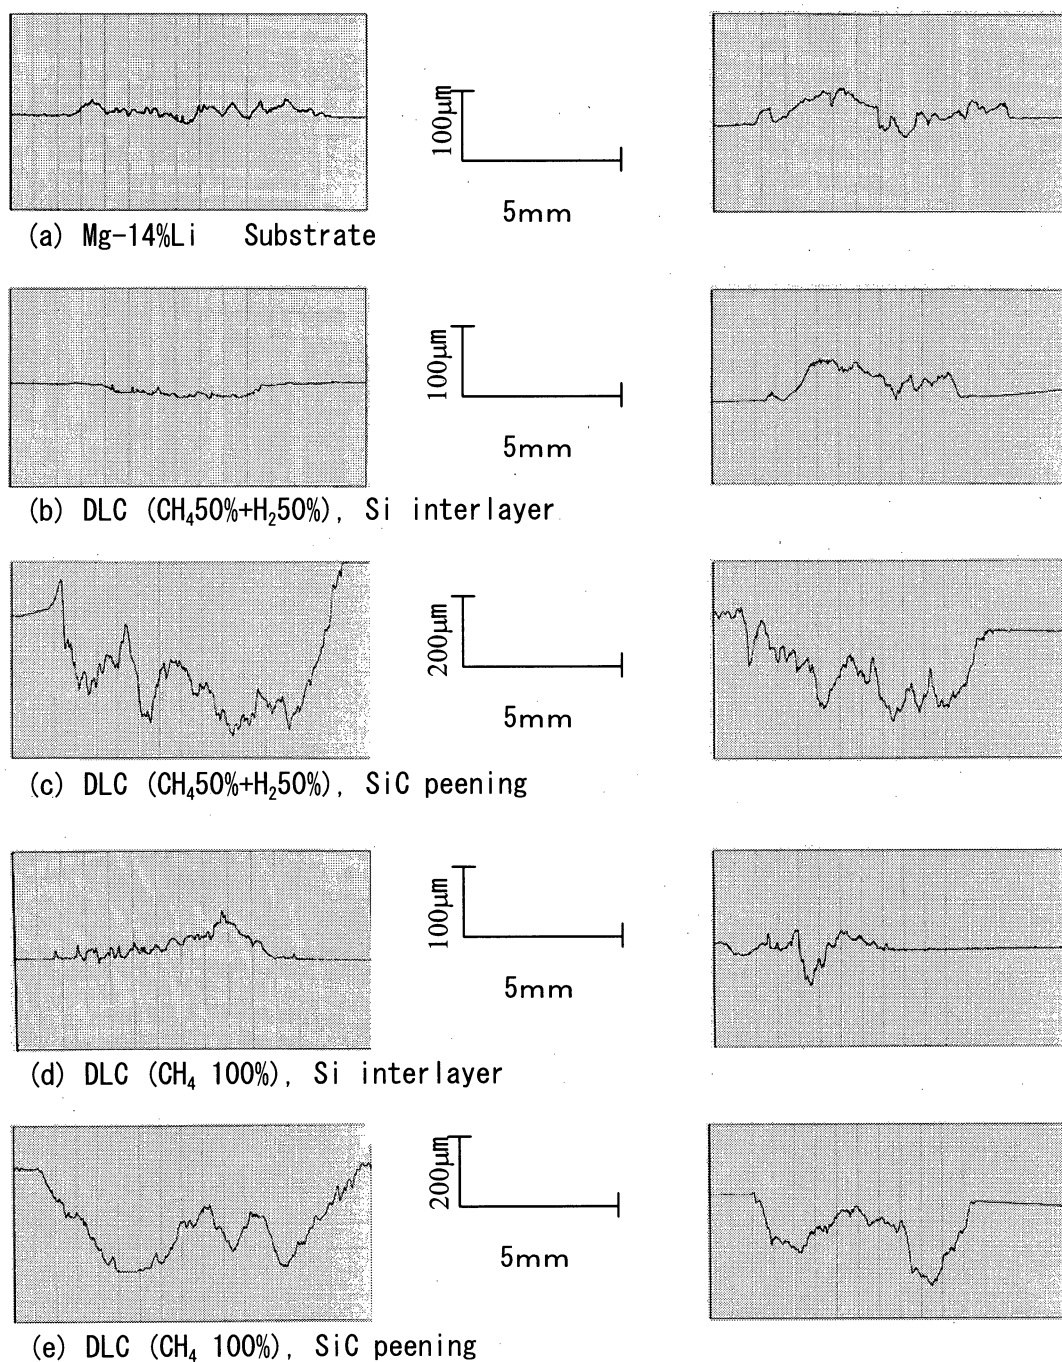 100μm
5mm
(a) Mg-14%Li Substrate
100μm
5mm
(b) DLC (CH₄50%+H₂50%), Si interlayer
200μm
5mm
(c) DLC (CH₄50%+H₂50%), SiC peening
100μm
5mm
(d) DLC (CH₄ 100%), Si interlayer
200μm
5mm
(e) DLC (CH₄ 100%), SiC peening